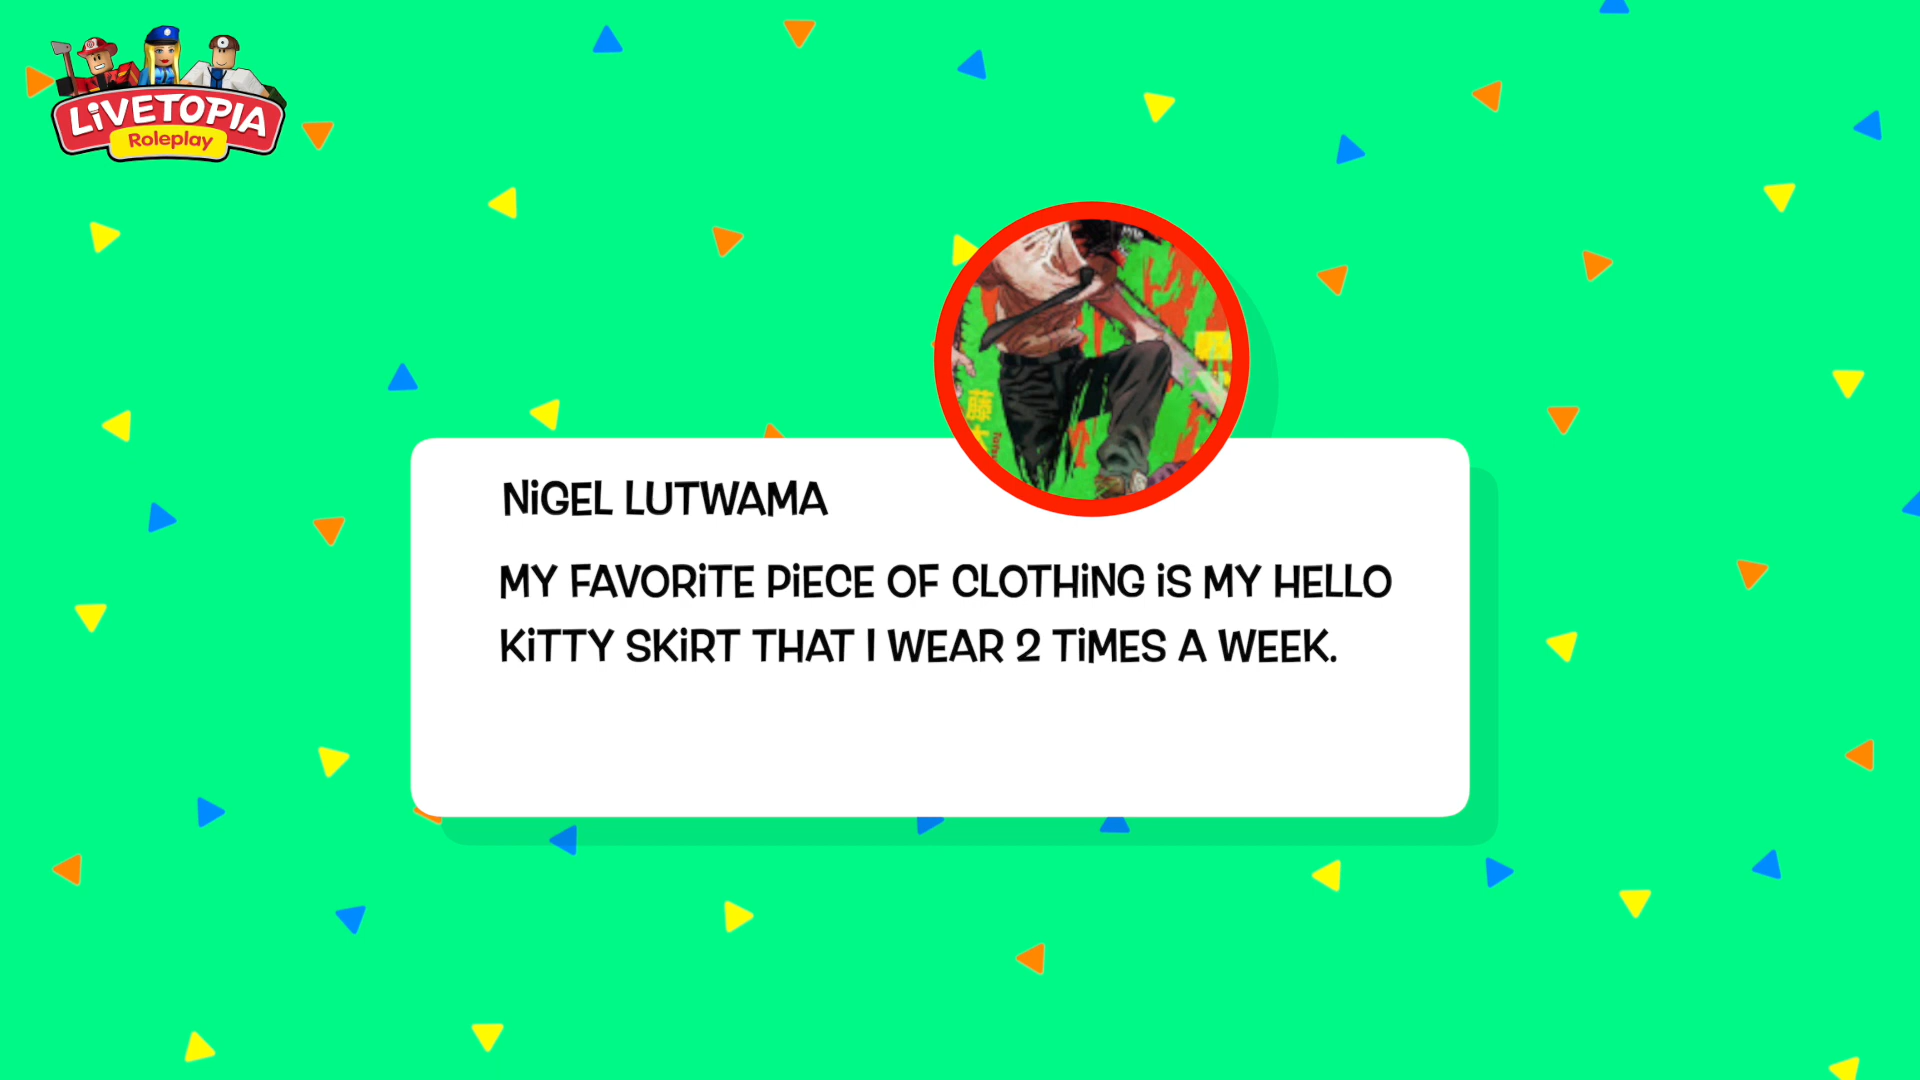 LiVETOPIA
Roleplay
藤
NiGEL LUTWAMA
MY FAVORiTE PiECE OF CLOTHiNG iS MY HELLO
KiTTY SKiRT THAT I WEAR 2 TiMES A WEEK.